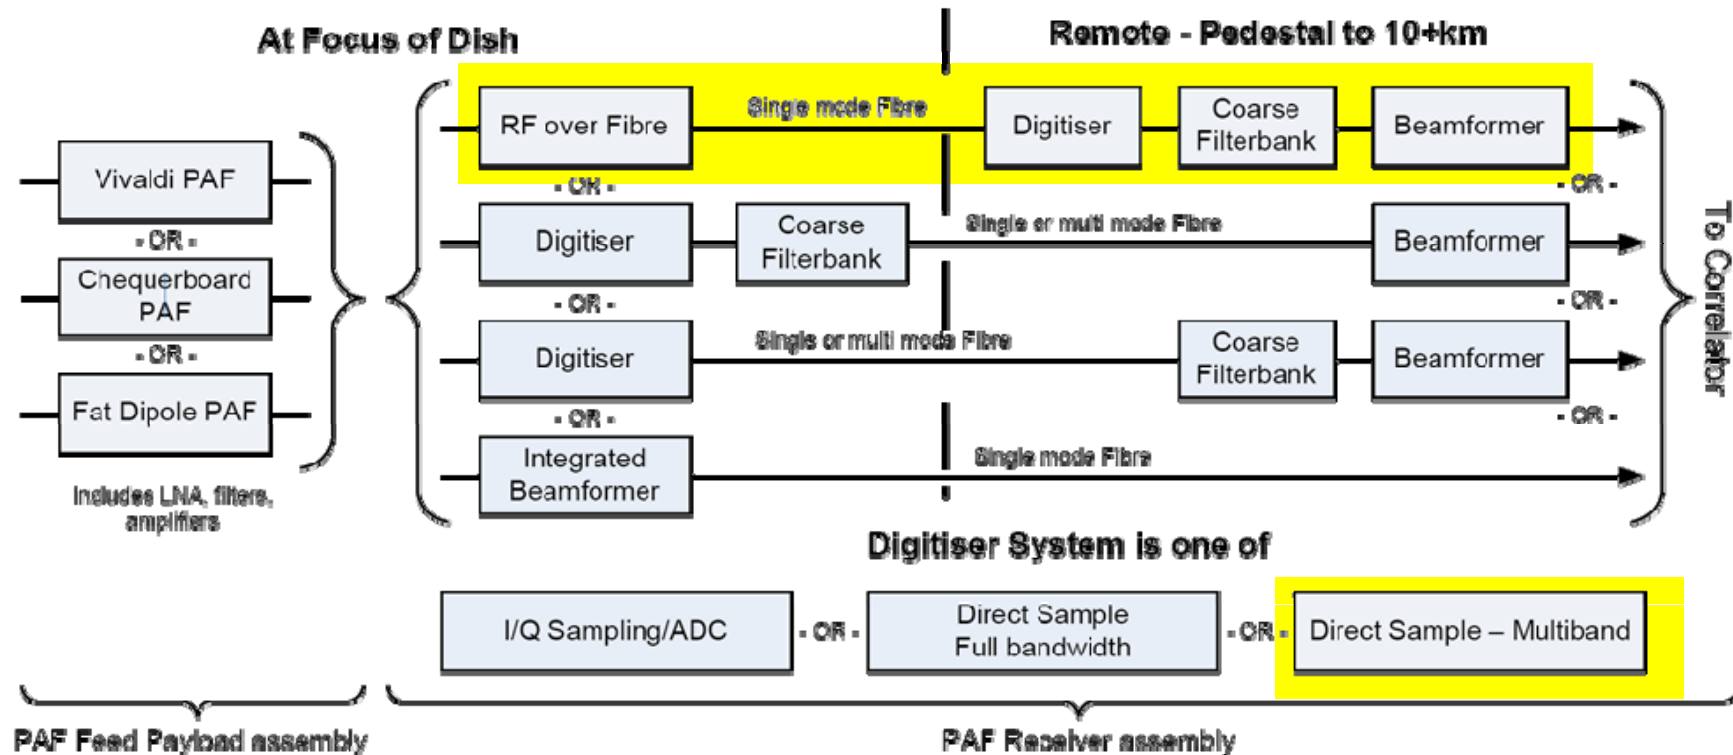 At Focus of Dish
Remote - Pedestal to 10+km
RF over Fibre
Single mode Fibre
Digitiser
Coarse
Filterbank
Beamformer
Vivaldi PAF
- OR -
- OR -
- OR -
Chequerboard
PAF
- OR -
Fat Dipole PAF
Includes LNA, filters,
amplifiers
Digitiser
Coarse
Filterbank
Single or multi mode Fibre
Beamformer
- OR -
- OR -
Digitiser
Single or multi mode Fibre
Coarse
Filterbank
Beamformer
- OR -
- OR -
Integrated
Beamformer
Single mode Fibre
To Correlator
Digitiser System is one of
I/Q Sampling/ADC
- OR -
Direct Sample
Full bandwidth
- OR -
Direct Sample – Multiband
PAF Feed Payload assembly
PAF Receiver assembly